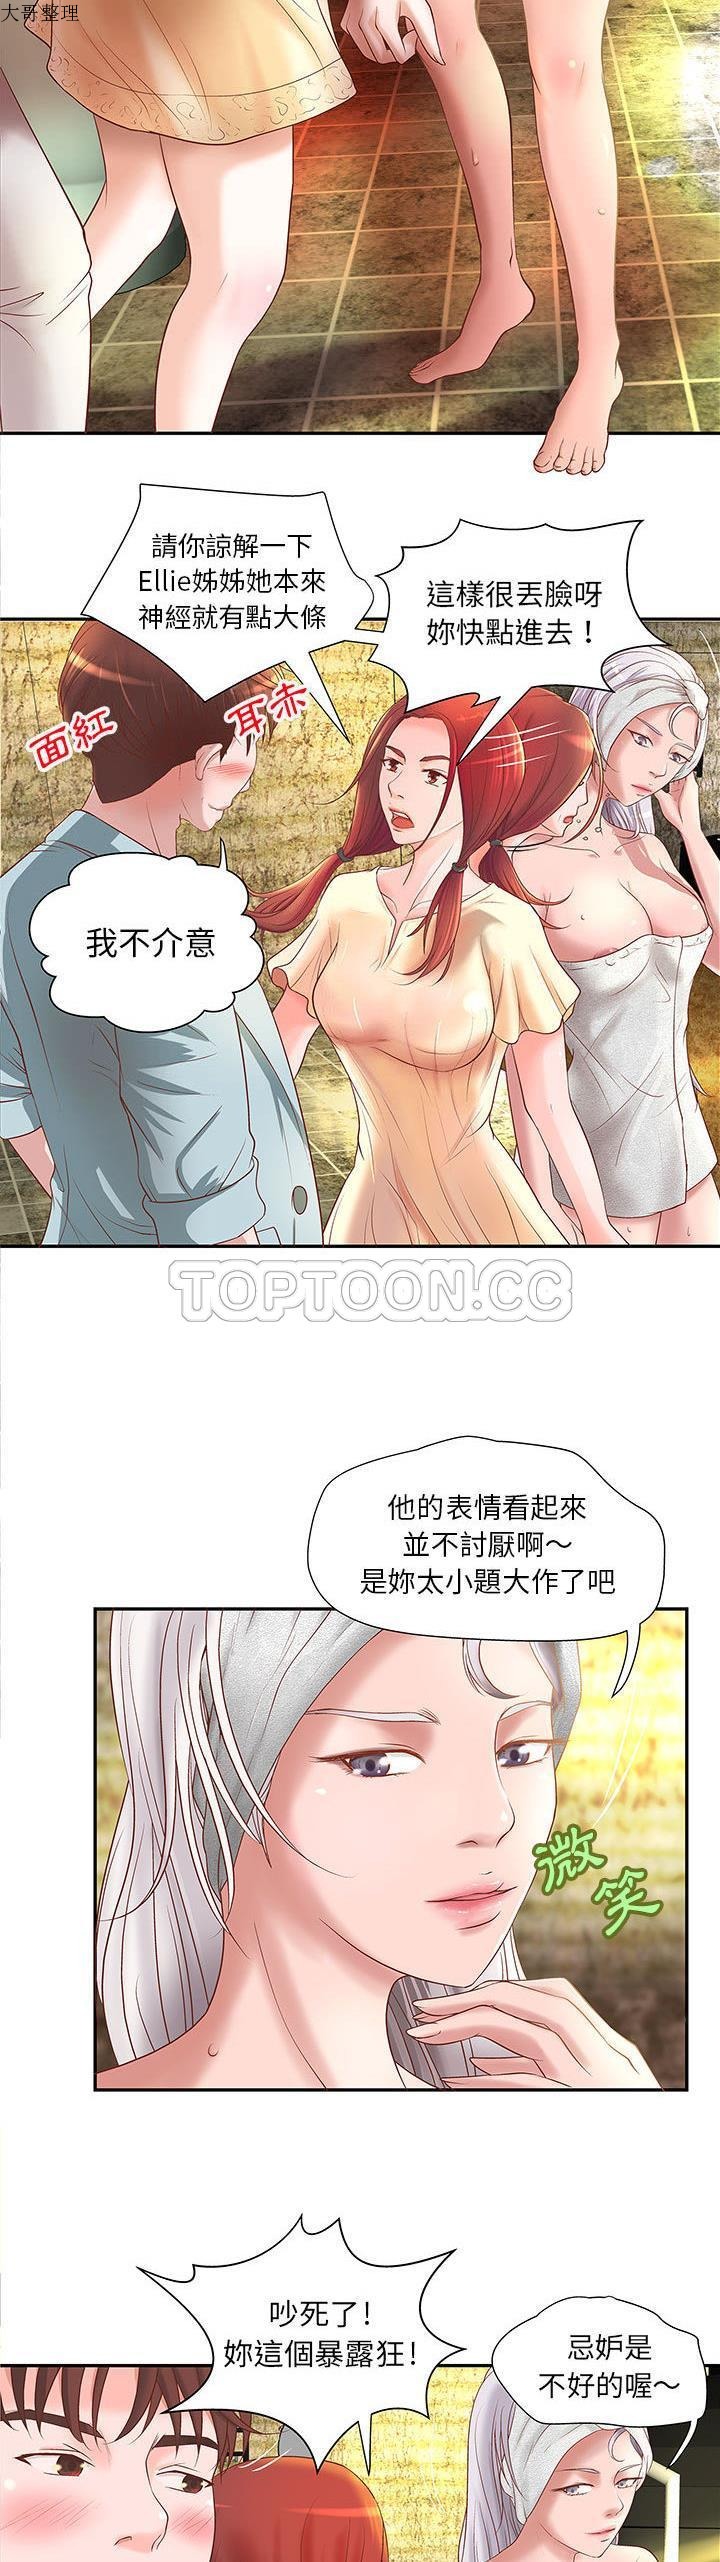 大哥整理
請你諒解一下
Ellie姊姊她本來
神經就有點大條
這樣很丟臉呀
妳快點進去！
面紅
耳赤
我不介意
TOPTOON.CC
他的表情看起來
並不討厭啊～
是妳太小題大作了吧
微笑
吵死了！
妳這個暴露狂！
忌妒是
不好的喔～